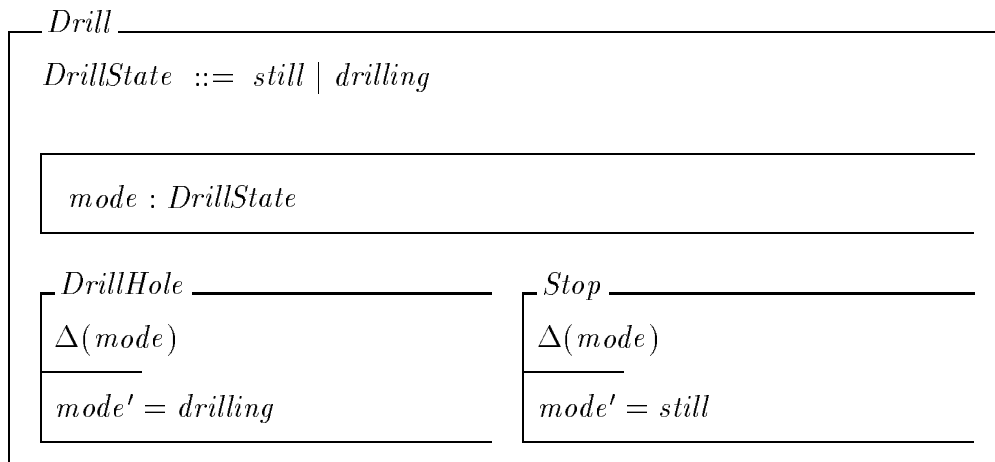 Drill
DrillState ::= still | drilling
mode : DrillState
DrillHole
Δ(mode)
mode′ = drilling
Stop
Δ(mode)
mode′ = still